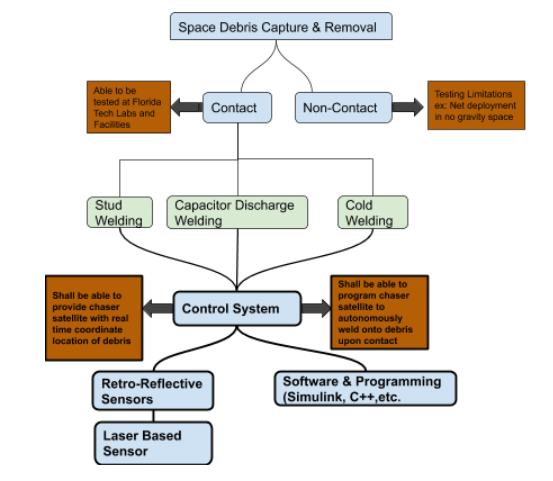 Space Debris Capture & Removal
Able to be
tested at Florida
Tech Labs and
Facilities
Contact
Non-Contact
Testing Limitations
ex: Net deployment
in no gravity space
Stud
Welding
Capacitor Discharge
Welding
Cold
Welding
Shall be able to
provide chaser
satellite with real
time coordinate
location of debris
Control System
Shall be able to
program chaser
satellite to
autonomously
weld onto debris
upon contact
Retro-Reflective
Sensors
Software & Programming
(Simulink, C++,etc.
Laser Based
Sensor